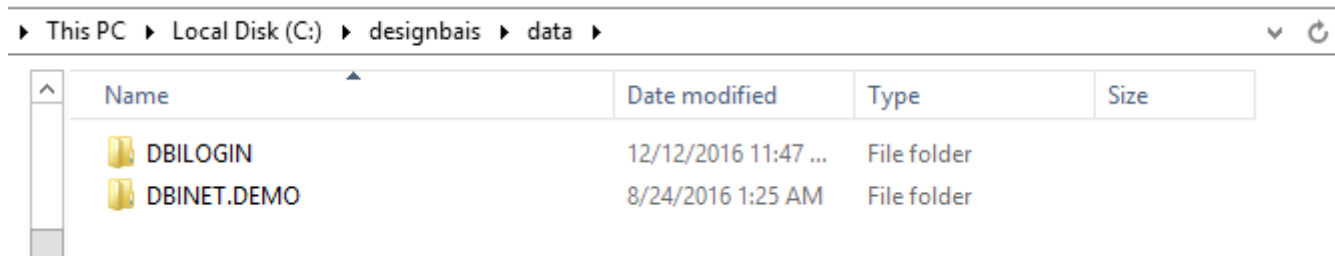 This PC Local Disk (C:) designbais data
Name Date modified Type Size
DBILOGIN 12/12/2016 11:47 ... File folder
DBINET.DEMO 8/24/2016 1:25 AM File folder